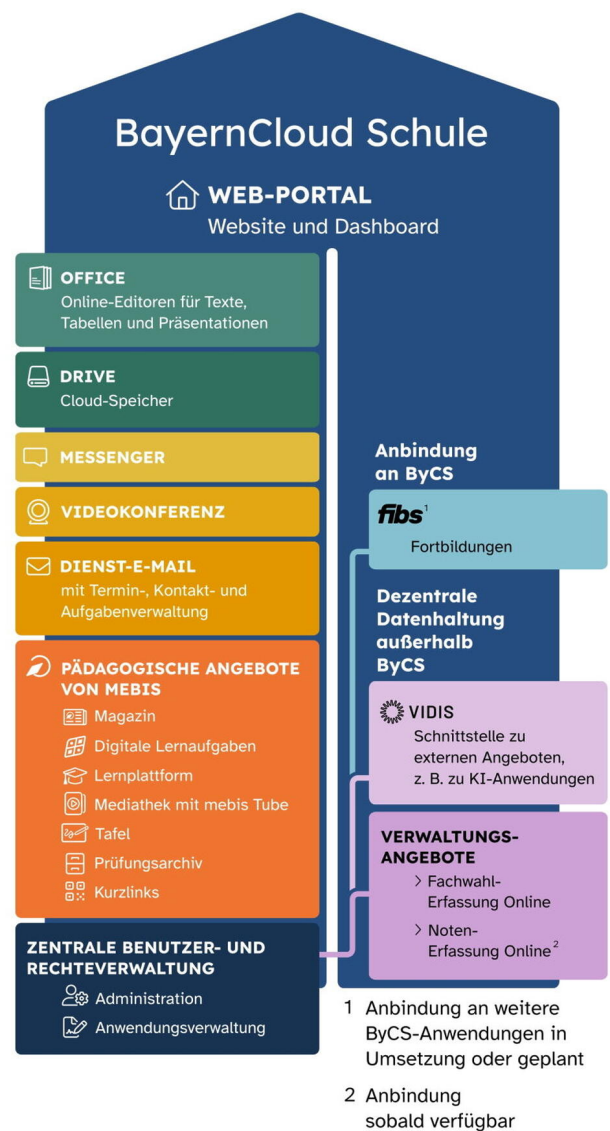 BayernCloud Schule
WEB-PORTAL
Website und Dashboard
OFFICE
Online-Editoren für Texte,
Tabellen und Präsentationen
DRIVE
Cloud-Speicher
MESSENGER
VIDEOKONFERENZ
DIENST-E-MAIL
mit Termin-, Kontakt- und
Aufgabenverwaltung
PÄDAGOGISCHE ANGEBOTE
VON MEBIS
Magazin
Digitale Lernaufgaben
Lernplattform
Mediathek mit mebis Tube
Tafel
Prüfungsarchiv
Kurzlinks
ZENTRALE BENUTZER- UND
RECHTEVERWALTUNG
Administration
Anwendungsverwaltung
Anbindung
an ByCS
fibs¹
Fortbildungen
Dezentrale
Datenhaltung
außerhalb
ByCS
VIDIS
Schnittstelle zu
externen Angeboten,
z. B. zu KI-Anwendungen
VERWALTUNGS-
ANGEBOTE
> Fachwahl-
Erfassung Online
> Noten-
Erfassung Online²
1 Anbindung an weitere
ByCS-Anwendungen in
Umsetzung oder geplant
2 Anbindung
sobald verfügbar